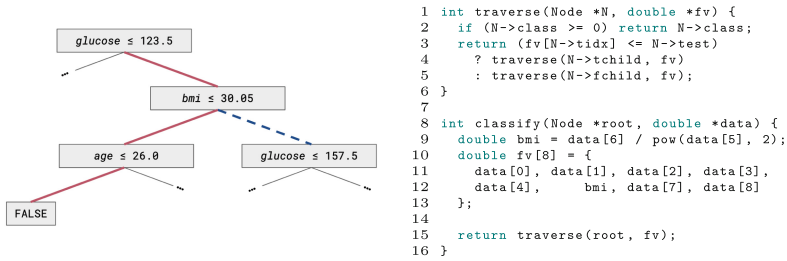 glucose ≤ 123.5
...
bmi ≤ 30.05
age ≤ 26.0
glucose ≤ 157.5
...
...
...
FALSE
1 int traverse(Node *N, double *fv) {
2   if (N->class >= 0) return N->class;
3   return (fv[N->tidx] <= N->test)
4     ? traverse(N->tchild, fv)
5     : traverse(N->fchild, fv);
6 }
7
8 int classify(Node *root, double *data) {
9   double bmi = data[6] / pow(data[5], 2);
10   double fv[8] = {
11     data[0], data[1], data[2], data[3],
12     data[4],     bmi, data[7], data[8]
13   };
14
15   return traverse(root, fv);
16 }